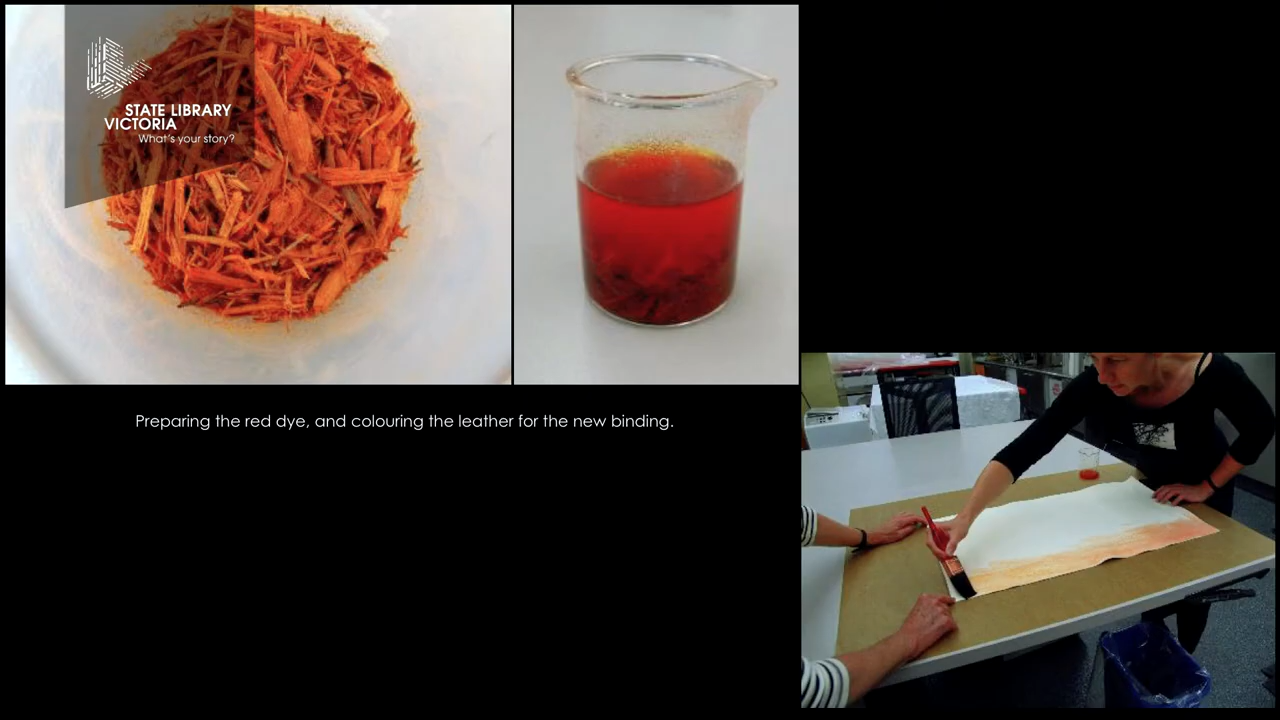 STATE LIBRARY
VICTORIA
What's your story?
Preparing the red dye, and colouring the leather for the new binding.